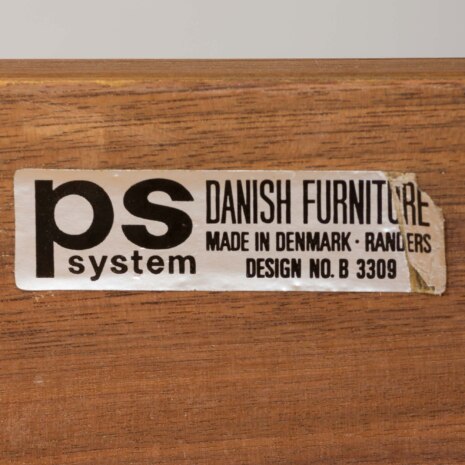 ps
system
DANISH FURNITURE
MADE IN DENMARK · RANDERS
DESIGN NO. B 3309